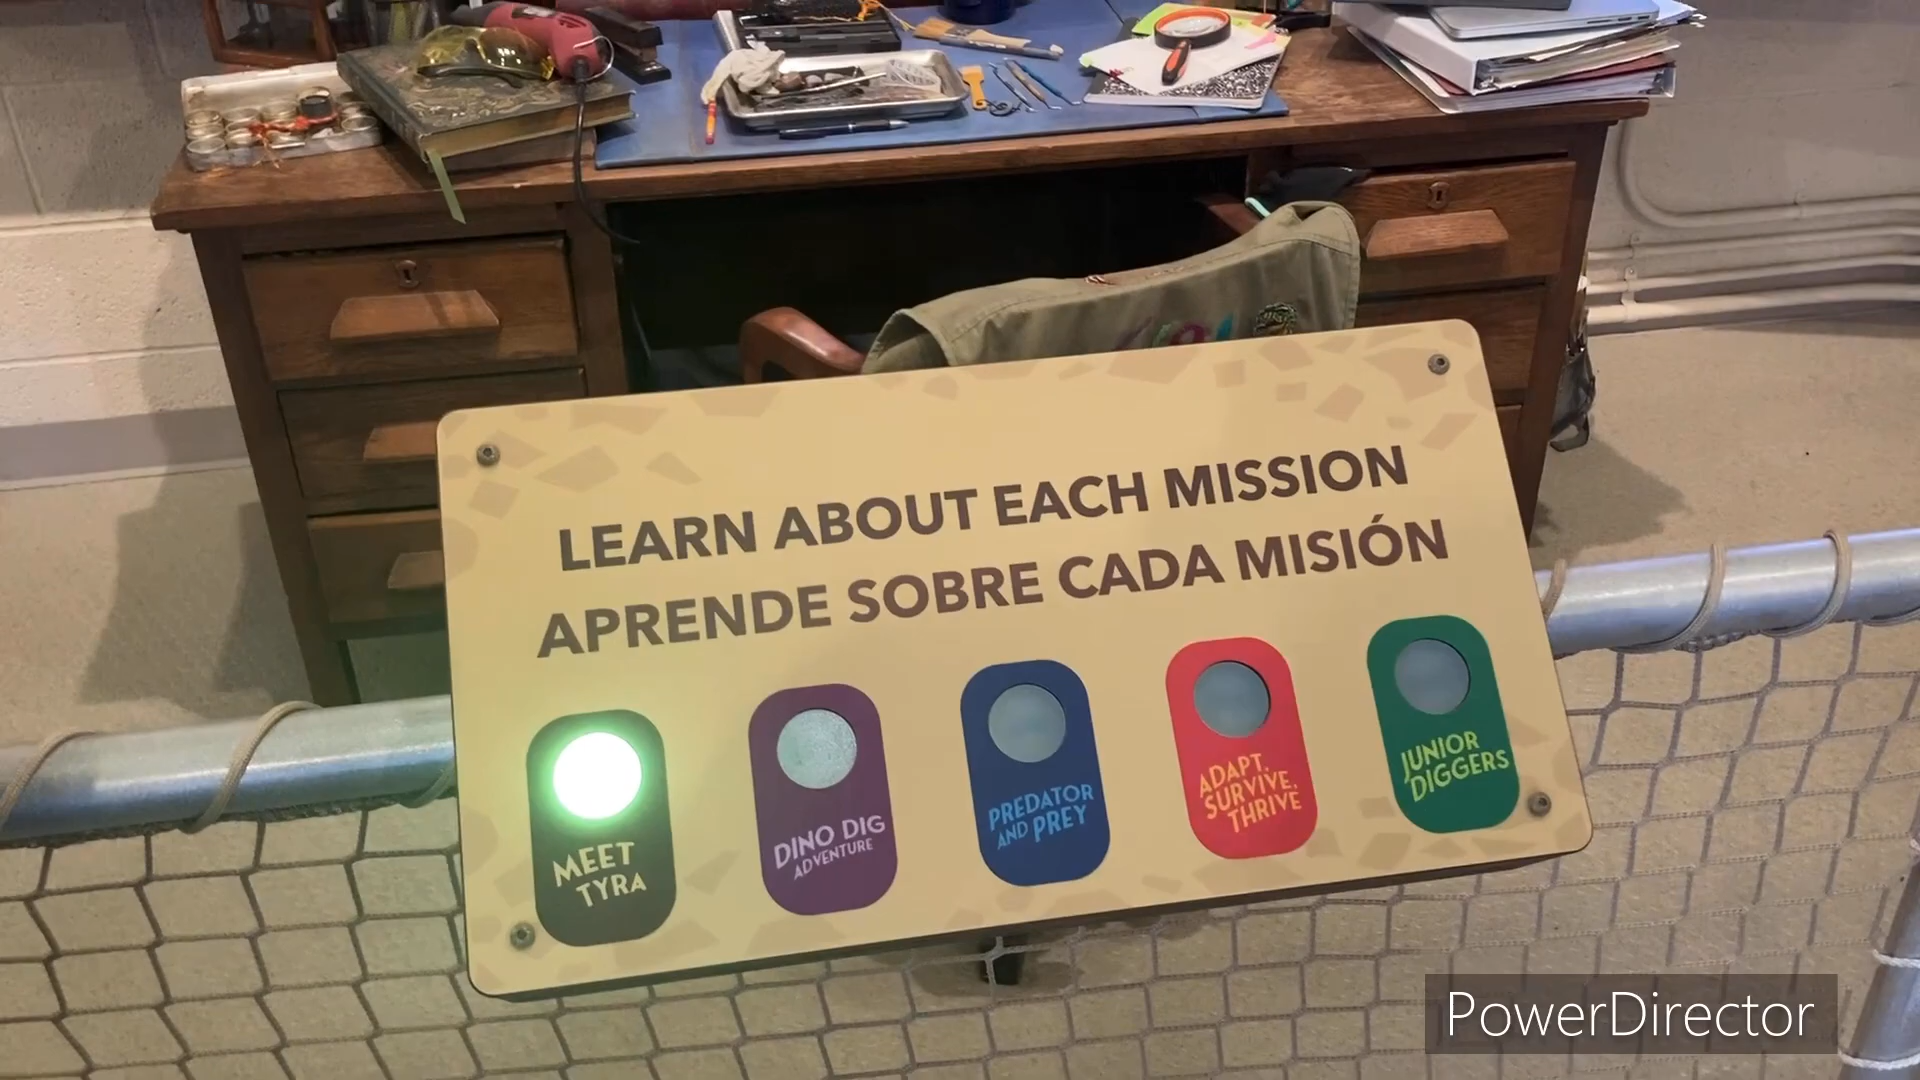 LEARN ABOUT EACH MISSION
APRENDE SOBRE CADA MISIÓN
MEET
TYRA
DINO DIG
ADVENTURE
PREDATOR
AND PREY
ADAPT,
SURVIVE,
THRIVE
JUNIOR
DIGGERS
PowerDirector